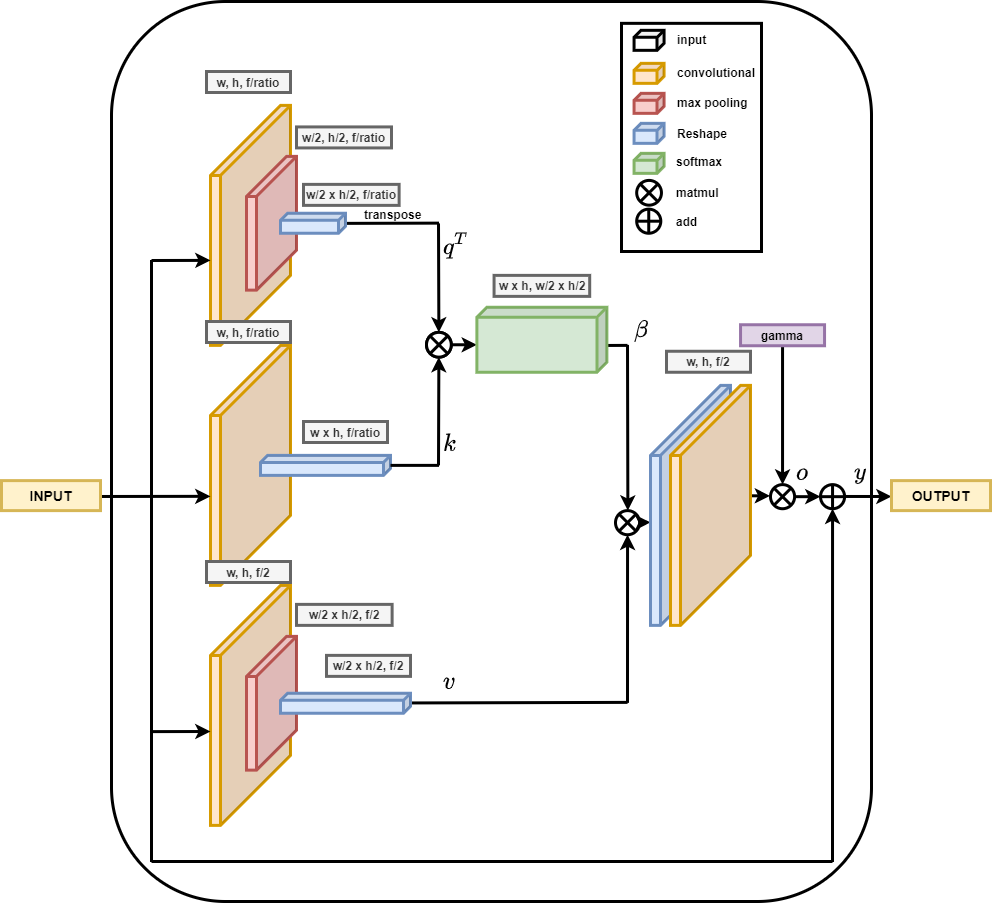 input
convolutional
max pooling
Reshape
softmax
matmul
add
w, h, f/ratio
w/2, h/2, f/ratio
w/2 x h/2, f/ratio
transpose
q^T
w x h, w/2 x h/2
β
w, h, f/ratio
w x h, f/ratio
k
gamma
w, h, f/2
o
y
INPUT
OUTPUT
w, h, f/2
w/2 x h/2, f/2
w/2 x h/2, f/2
v